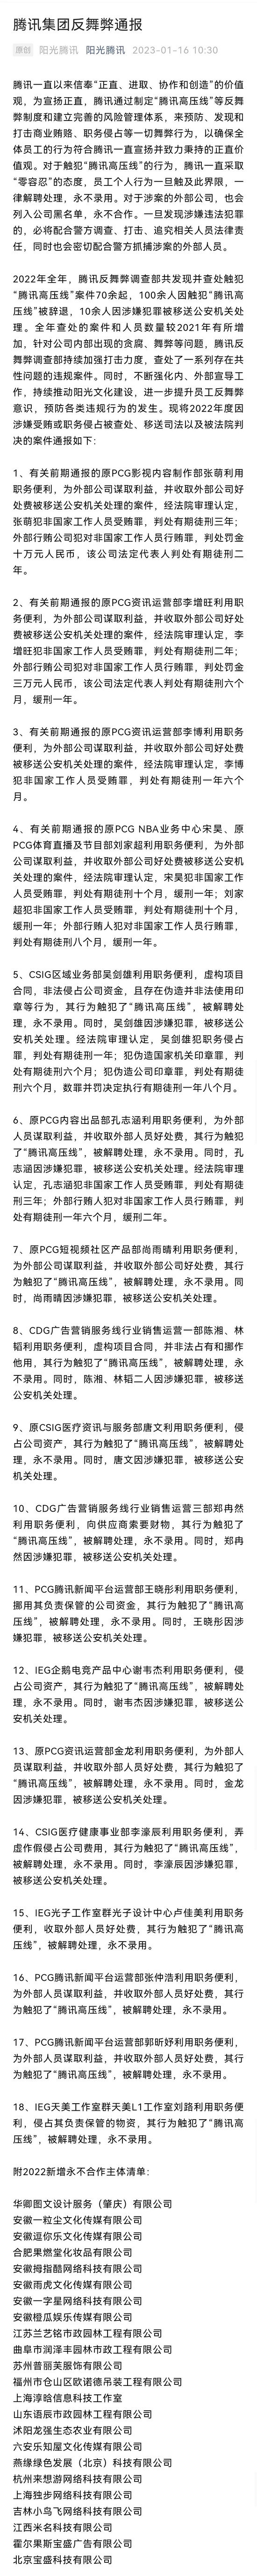 腾讯集团反舞弊通报
原创 阳光腾讯 阳光腾讯 2023-01-16 10:30
腾讯一直以来信奉“正直、进取、协作和创造”的价值
观，为宣扬正直，腾讯通过制定“腾讯高压线”等反舞
弊制度和建立完善的风险管理体系，来预防、发现和
打击商业贿赂、职务侵占等一切舞弊行为，以确保全
体员工的行为符合腾讯一直宣扬并致力秉持的正直价
值观。对于触犯“腾讯高压线”的行为，腾讯一直采取
“零容忍”的态度，员工个人行为一旦触及此界限，一
律解聘处理，永不录用。对于涉案的外部公司，也会
列入公司黑名单，永不合作。一旦发现涉嫌违法犯罪
的，必将配合警方调查、打击、追究相关人员法律责
任，同时也会密切配合警方抓捕涉案的外部人员。
2022年全年，腾讯反舞弊调查部共发现并查处触犯
“腾讯高压线”案件70余起，100余人因触犯“腾讯高
压线”被辞退，10余人因涉嫌犯罪被移送公安机关处
理。全年查处的案件和人员数量较2021年有所增
加，针对公司内部出现的贪腐、舞弊等问题，腾讯反
舞弊调查部持续加强打击力度，查处了一系列存在共
性问题的违规案件。同时，不断强化内、外部宣导工
作，持续推动阳光文化建设，进一步提升员工反舞弊
意识，预防各类违规行为的发生。现将2022年度因
涉嫌受贿或职务侵占被查处、移送司法以及被法院判
决的案件通报如下：
1、有关前期通报的原PCG影视内容制作部张萌利用
职务便利，为外部公司谋取利益，并收取外部公司好
处费被移送公安机关处理的案件，经法院审理认定，
张萌犯非国家工作人员受贿罪，判处有期徒刑三年；
外部行贿公司犯对非国家工作人员行贿罪，判处罚金
十万元人民币，该公司法定代表人判处有期徒刑二
年。
2、有关前期通报的原PCG资讯运营部李增旺利用职
务便利，为外部公司谋取利益，并收取外部公司好处
费被移送公安机关处理的案件，经法院审理认定，李
增旺犯非国家工作人员受贿罪，判处有期徒刑二年；
外部行贿公司犯对非国家工作人员行贿罪，判处罚金
三万元人民币，该公司法定代表人判处有期徒刑六个
月，缓刑一年。
3、有关前期通报的原PCG资讯运营部李博利用职务
便利，为外部公司谋取利益，并收取外部公司好处费
被移送公安机关处理的案件，经法院审理认定，李博
犯非国家工作人员受贿罪，判处有期徒刑一年六个
月。
4、有关前期通报的原PCG NBA业务中心宋昊、原
PCG体育直播及节目部刘家超利用职务便利，为外部
公司谋取利益，并收取外部公司好处费被移送公安机
关处理的案件，经法院审理认定，宋昊犯非国家工作
人员受贿罪，判处有期徒刑十个月，缓刑一年；刘家
超犯非国家工作人员受贿罪，判处有期徒刑十个月，
缓刑一年；外部行贿人犯对非国家工作人员行贿罪，
判处有期徒刑八个月，缓刑一年。
5、CSIG区域业务部吴剑雄利用职务便利，虚构项目
合同，非法侵占公司资金，且存在伪造并非法使用印
章等行为，其行为触犯了“腾讯高压线”，被解聘处
理，永不录用。同时，吴剑雄因涉嫌犯罪，被移送公
安机关处理。经法院审理认定，吴剑雄犯职务侵占
罪，判处有期徒刑一年；犯伪造国家机关印章罪，判
处有期徒刑六个月；犯伪造公司印章罪，判处有期徒
刑六个月，数罪并罚决定执行有期徒刑一年八个月。
6、原PCG内容出品部孔志涵利用职务便利，为外部
人员谋取利益，并收取外部人员好处费，其行为触犯
了“腾讯高压线”，被解聘处理，永不录用。同时，孔
志涵因涉嫌犯罪，被移送公安机关处理。经法院审理
认定，孔志涵犯非国家工作人员受贿罪，判处有期徒
刑三年；外部行贿人犯对非国家工作人员行贿罪，判
处有期徒刑一年六个月，缓刑二年。
7、原PCG短视频社区产品部尚雨晴利用职务便利，
为外部公司谋取利益，并收取外部公司好处费，其行
为触犯了“腾讯高压线”，被解聘处理，永不录用。同
时，尚雨晴因涉嫌犯罪，被移送公安机关处理。
8、CDG广告营销服务线行业销售运营一部陈湘、林
韬利用职务便利，虚构项目合同，并非法占有和挪作
他用，其行为触犯了“腾讯高压线”，被解聘处理，永
不录用。同时，陈湘、林韬二人因涉嫌犯罪，被移送
公安机关处理。
9、原CSIG医疗资讯与服务部唐文利用职务便利，侵
占公司资产，其行为触犯了“腾讯高压线”，被解聘处
理，永不录用。同时，唐文因涉嫌犯罪，被移送公安
机关处理。
10、CDG广告营销服务线行业销售运营三部郑冉然
利用职务便利，向供应商索要财物，其行为触犯了
“腾讯高压线”，被解聘处理，永不录用。同时，郑冉
然因涉嫌犯罪，被移送公安机关处理。
11、PCG腾讯新闻平台运营部王晓彤利用职务便利，
挪用其负责保管的公司资金，其行为触犯了“腾讯高
压线”，被解聘处理，永不录用。同时，王晓彤因涉
嫌犯罪，被移送公安机关处理。
12、IEG企鹅电竞产品中心谢韦杰利用职务便利，侵
占公司资产，其行为触犯了“腾讯高压线”，被解聘处
理，永不录用。同时，谢韦杰因涉嫌犯罪，被移送公
安机关处理。
13、原PCG资讯运营部金龙利用职务便利，为外部人
员谋取利益，并收取外部人员好处费，其行为触犯了
“腾讯高压线”，被解聘处理，永不录用。同时，金龙
因涉嫌犯罪，被移送公安机关处理。
14、CSIG医疗健康事业部李濠辰利用职务便利，弄
虚作假侵占公司费用，其行为触犯了“腾讯高压线”，
被解聘处理，永不录用。同时，李濠辰因涉嫌犯罪，
被移送公安机关处理。
15、IEG光子工作室群光子设计中心卢佳美利用职务
便利，收取外部人员好处费，其行为触犯了“腾讯高
压线”，被解聘处理，永不录用。
16、PCG腾讯新闻平台运营部张仲浩利用职务便利，
为外部人员谋取利益，并收取外部人员好处费，其行
为触犯了“腾讯高压线”，被解聘处理，永不录用。
17、PCG腾讯新闻平台运营部郭昕妤利用职务便利，
为外部人员谋取利益，并收取外部人员好处费，其行
为触犯了“腾讯高压线”，被解聘处理，永不录用。
18、IEG天美工作室群天美L1工作室刘路利用职务便
利，侵占其负责保管的物资，其行为触犯了“腾讯高
压线”，被解聘处理，永不录用。
附2022新增永不合作主体清单：
华卿图文设计服务（肇庆）有限公司
安徽一粒尘文化传媒有限公司
安徽逗你乐文化传媒有限公司
合肥果燃堂化妆品有限公司
安徽拇指酷网络科技有限公司
安徽雨虎文化传媒有限公司
安徽一字星网络科技有限公司
安徽橙瓜娱乐传媒有限公司
江苏兰艺铭市政园林工程有限公司
曲阜市润泽丰园林市政工程有限公司
苏州普丽芙服饰有限公司
福州市仓山区欧诺德吊装工程有限公司
上海淳晗信息科技工作室
山东语辰市政园林工程有限公司
沭阳龙强生态农业有限公司
六安乐知屋文化传媒有限公司
燕缘绿色发展（北京）科技有限公司
杭州来想游网络科技有限公司
上海独步网络科技有限公司
吉林小鸟飞网络科技有限公司
江西米名科技有限公司
霍尔果斯宝盛广告有限公司
北京宝盛科技有限公司